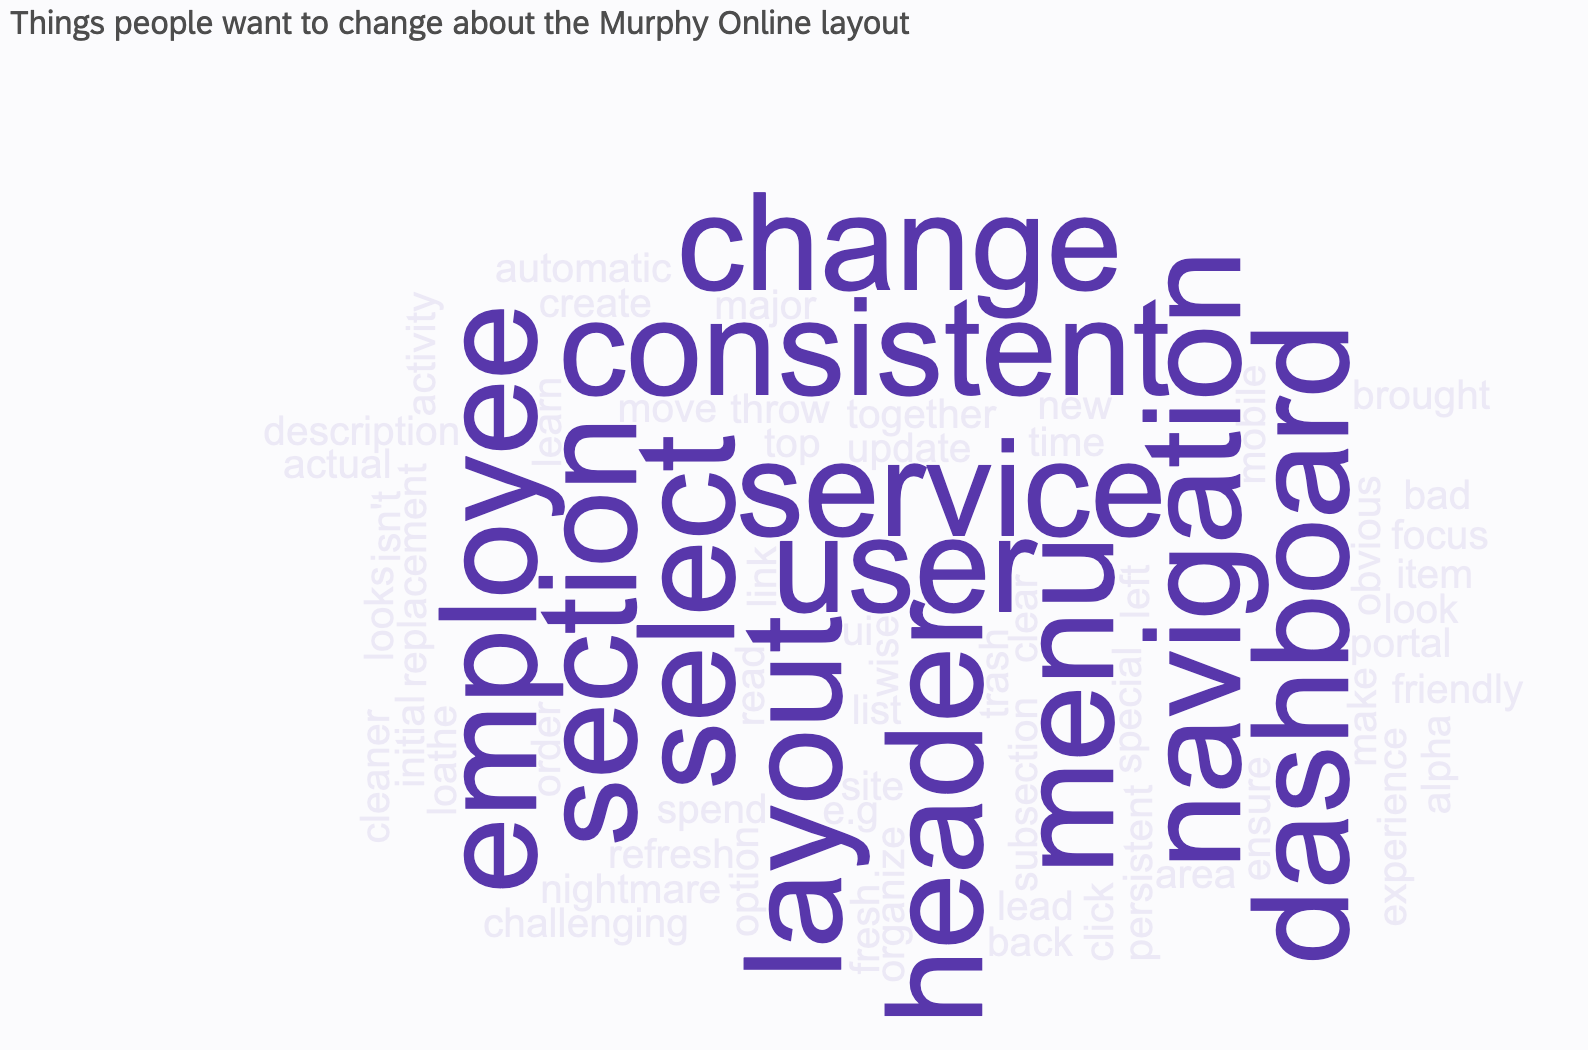 Things people want to change about the Murphy Online layout
change
automatic
create
major
consistent
activity
employee
navigation
dashboard
learn
move
throw
together
new
mobile
brought
description
actual
top
update
time
section
select
service
isn't
looks
replacement
obvious
bad
focus
item
look
portal
friendly
link
user
menu
left
clear
layout
header
ui
wise
list
read
trash
special
subsection
make
experience
alpha
initial
cleaner
loathe
order
site
e.g
spend
refresh
option
nightmare
challenging
fresh
organize
lead
back
click
persistent
area
ensure